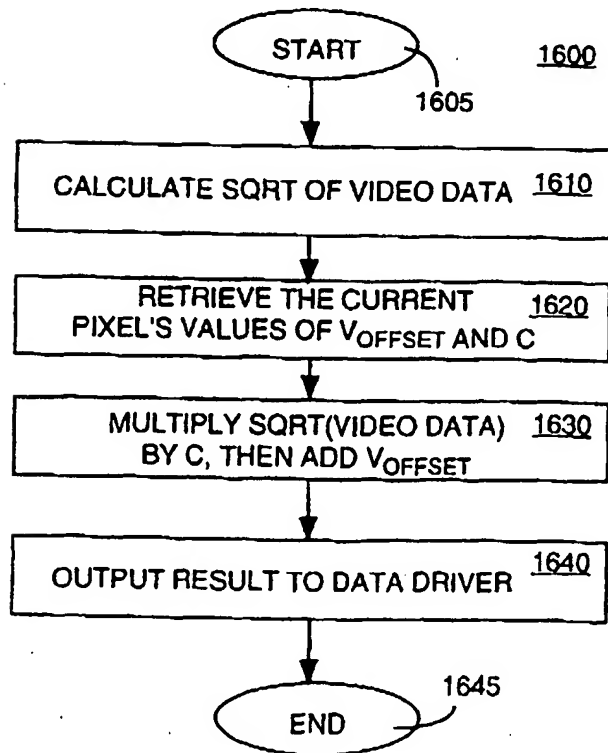 START
1600
1605
CALCULATE SQRT OF VIDEO DATA 1610
RETRIEVE THE CURRENT
PIXEL'S VALUES OF VOFFSET AND C
1620
MULTIPLY SQRT(VIDEO DATA)
BY C, THEN ADD VOFFSET
1630
OUTPUT RESULT TO DATA DRIVER 1640
1645
END